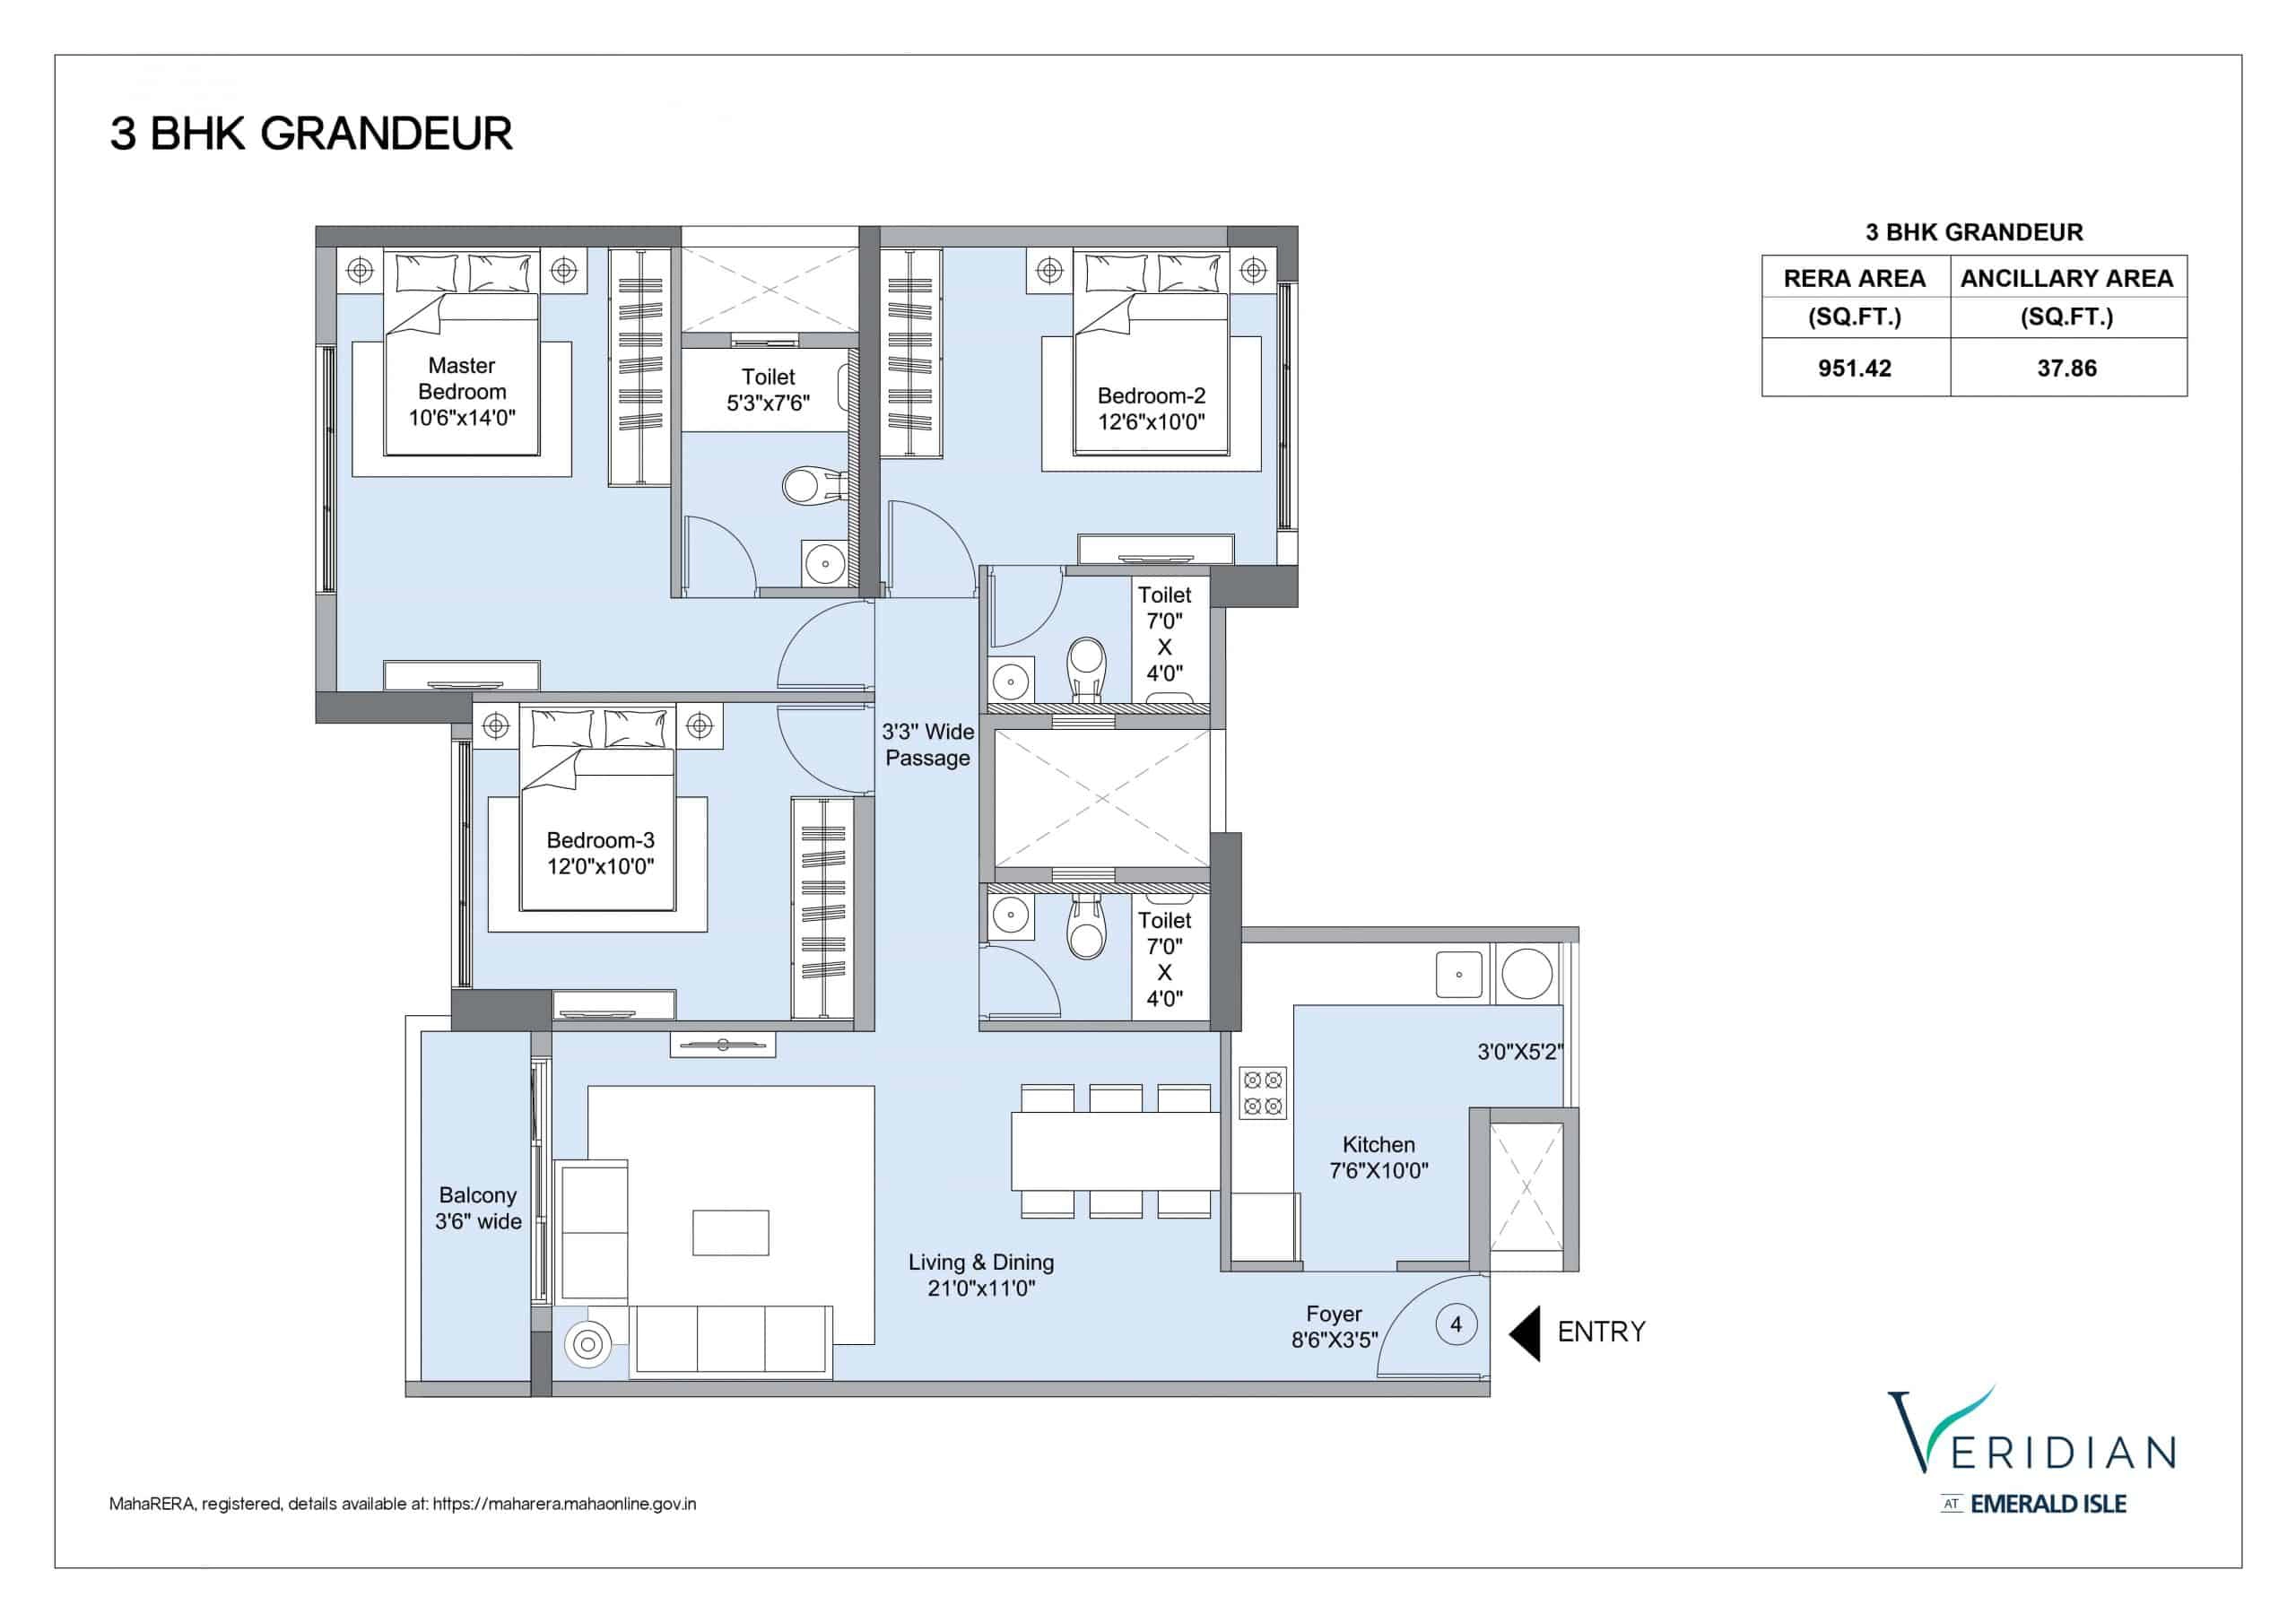 3 BHK GRANDEUR
3 BHK GRANDEUR
RERA AREA ANCILLARY AREA
(SQ.FT.) (SQ.FT.)
951.42 37.86
Master
Bedroom
10'6"x14'0"
Toilet
5'3"x7'6"
Bedroom-2
12'6"x10'0"
Toilet
7'0"
X
4'0"
3'3" Wide
Passage
Bedroom-3
12'0"x10'0"
Toilet
7'0"
X
4'0"
3'0"X5'2"
Kitchen
7'6"X10'0"
Balcony
3'6" wide
Living & Dining
21'0"x11'0"
Foyer
8'6"X3'5"
4
ENTRY
VERIDIAN
AT EMERALD ISLE
MahaRERA, registered, details available at: https://maharera.mahaonline.gov.in